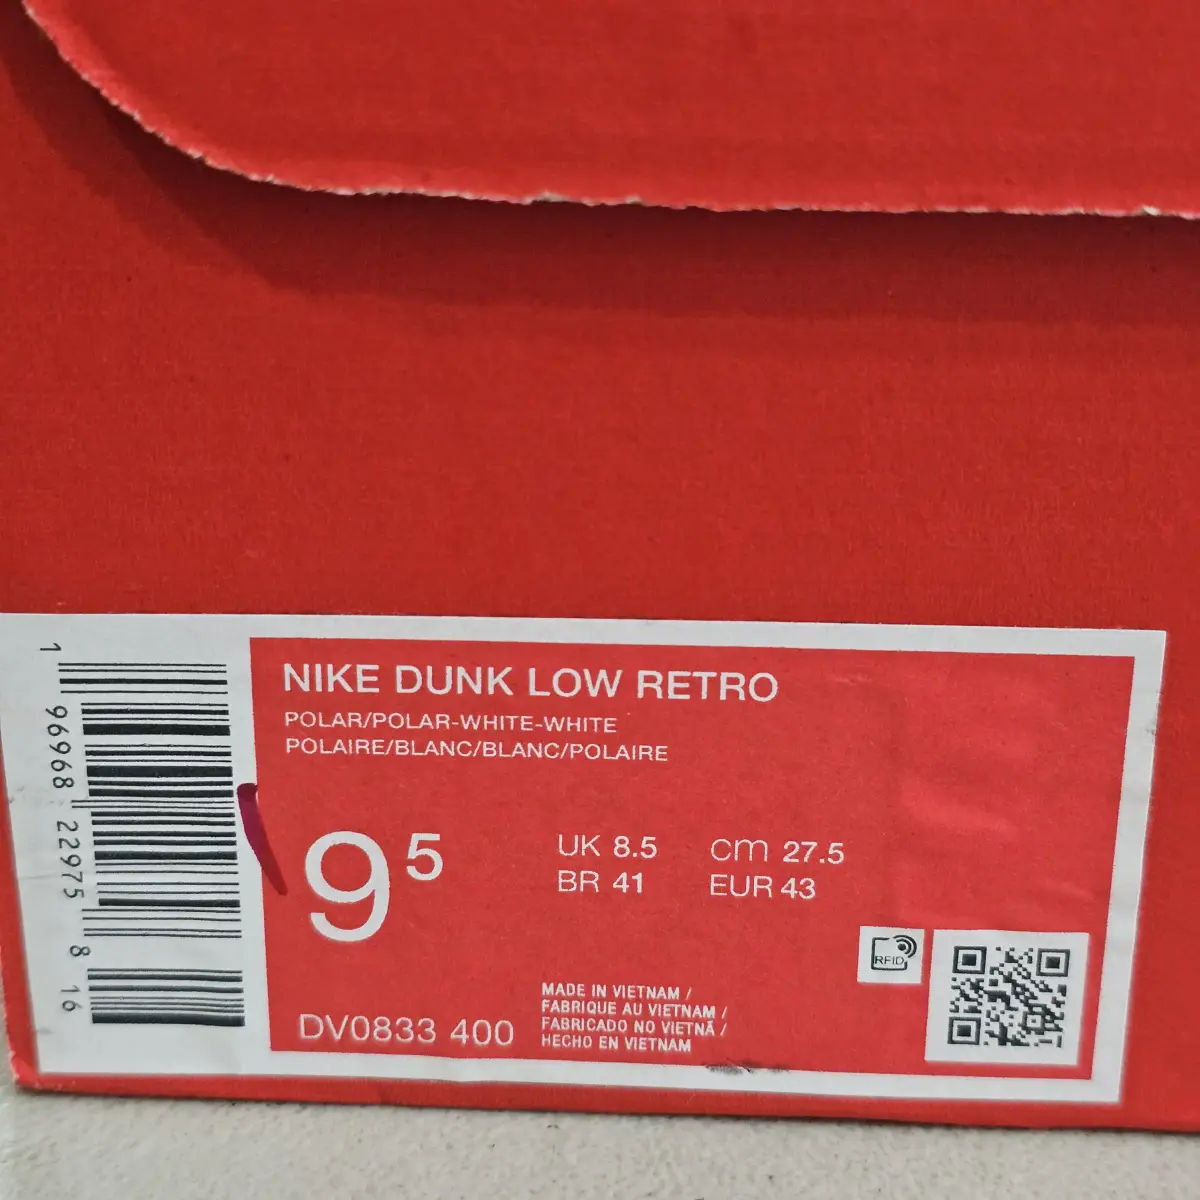 NIKE DUNK LOW RETRO
POLAR/POLAR-WHITE-WHITE
POLAIRE/BLANC/BLANC/POLAIRE
9 5
UK 8.5 cm 27.5
BR 41 EUR 43
RFID
MADE IN VIETNAM /
FABRIQUE AU VIETNAM /
FABRICADO NO VIETNÃ /
HECHO EN VIETNAM
DV0833 400
1 96968 22975 8 16